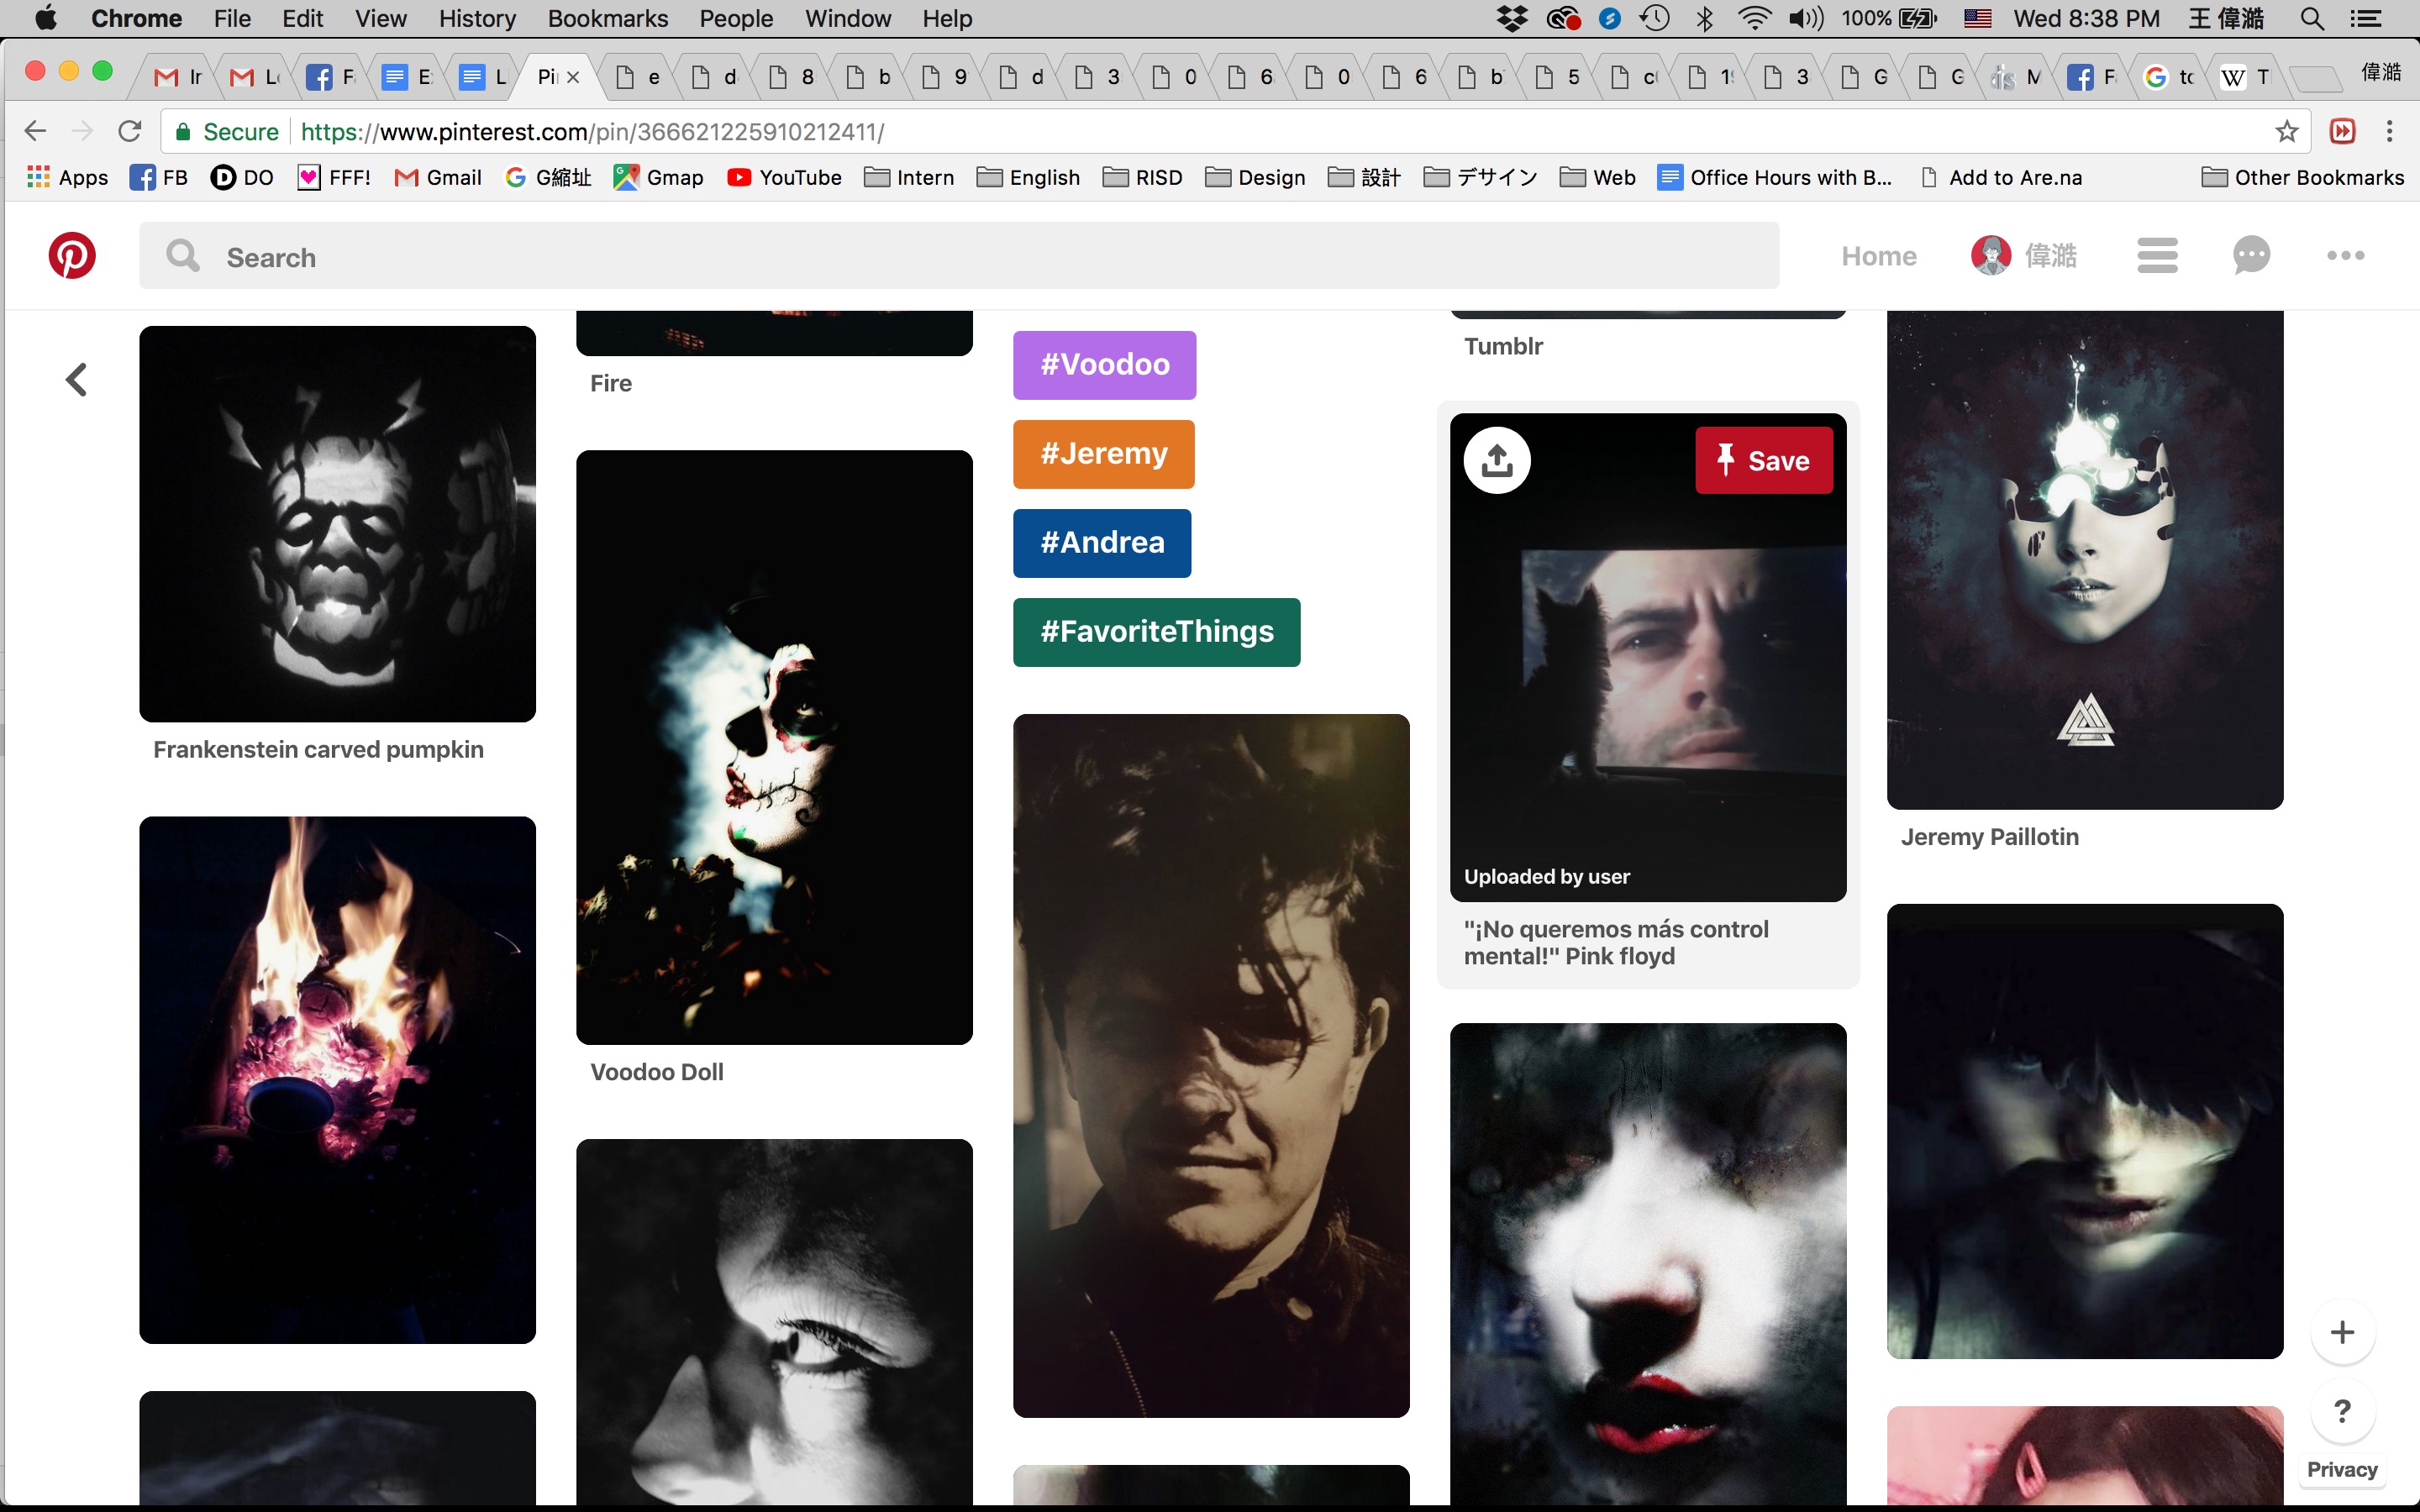 Chrome File Edit View History Bookmarks People Window Help 100% Wed 8:38 PM 王 偉澔
Ir L F E L Pi e d 8 b 9 d 3 0 6 0 6 b 5 c 1 3 G G M F G tc W T 偉澔
Secure https://www.pinterest.com/pin/366621225910212411/
Apps FB DO FFF! Gmail G縮址 Gmap YouTube Intern English RISD Design 設計 デサイン Web Office Hours with B... Add to Are.na Other Bookmarks
Search Home 偉澔
Frankenstein carved pumpkin
Fire
Voodoo Doll
#Voodoo
#Jeremy
#Andrea
#FavoriteThings
Tumblr
Save
Uploaded by user
"¡No queremos más control
mental!" Pink floyd
Jeremy Paillotin
+
?
Privacy